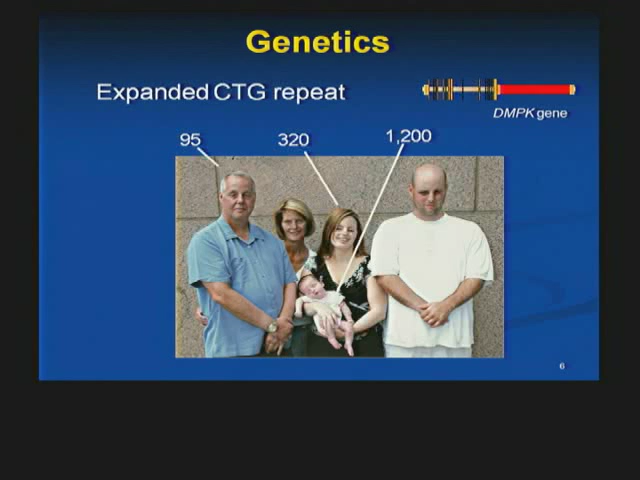 Genetics
Expanded CTG repeat
DMPK gene
95
320
1,200
6